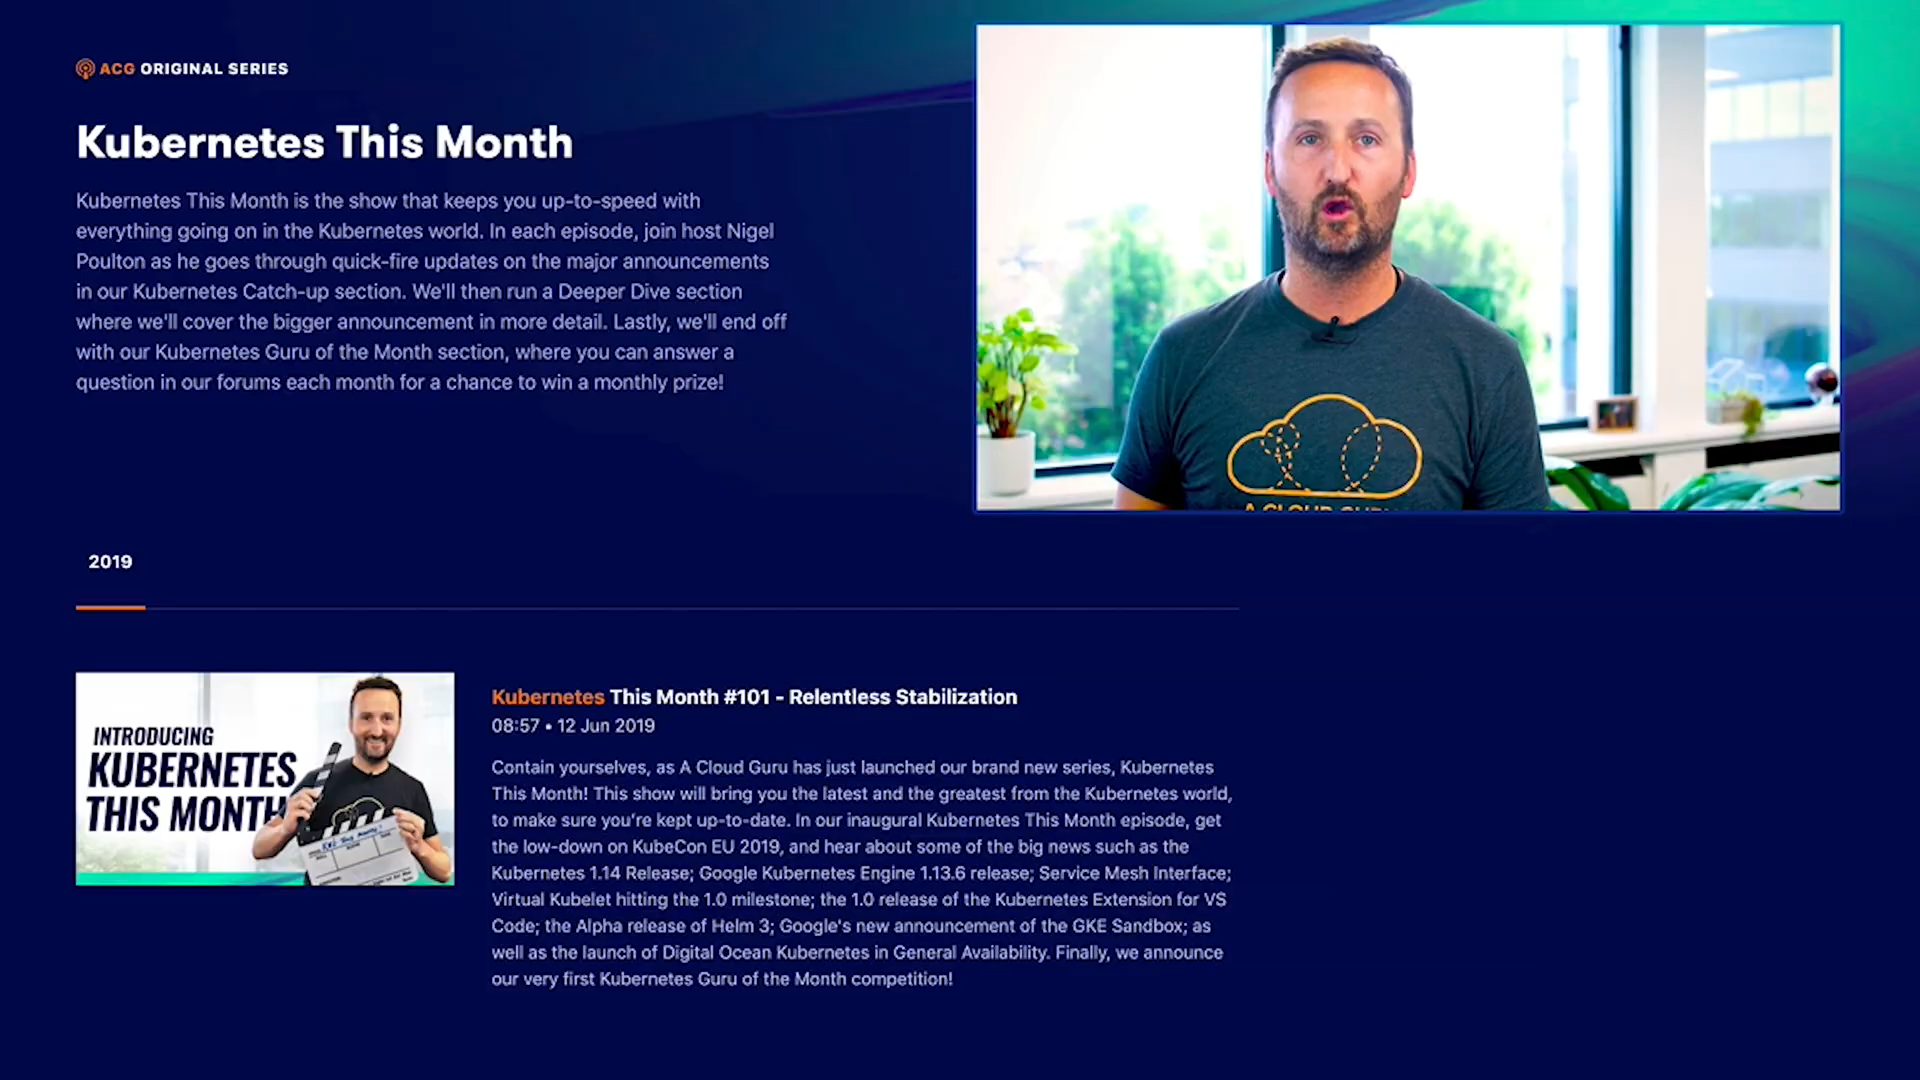 ACG ORIGINAL SERIES
Kubernetes This Month
Kubernetes This Month is the show that keeps you up-to-speed with
everything going on in the Kubernetes world. In each episode, join host Nigel
Poulton as he goes through quick-fire updates on the major announcements
in our Kubernetes Catch-up section. We'll then run a Deeper Dive section
where we'll cover the bigger announcement in more detail. Lastly, we'll end off
with our Kubernetes Guru of the Month section, where you can answer a
question in our forums each month for a chance to win a monthly prize!
A CLOUD GURU
2019
INTRODUCING
KUBERNETES
THIS MONTH
Kubernetes This Month #101 - Relentless Stabilization
08:57 • 12 Jun 2019
Contain yourselves, as A Cloud Guru has just launched our brand new series, Kubernetes
This Month! This show will bring you the latest and the greatest from the Kubernetes world,
to make sure you're kept up-to-date. In our inaugural Kubernetes This Month episode, get
the low-down on KubeCon EU 2019, and hear about some of the big news such as the
Kubernetes 1.14 Release; Google Kubernetes Engine 1.13.6 release; Service Mesh Interface;
Virtual Kubelet hitting the 1.0 milestone; the 1.0 release of the Kubernetes Extension for VS
Code; the Alpha release of Helm 3; Google's new announcement of the GKE Sandbox; as
well as the launch of Digital Ocean Kubernetes in General Availability. Finally, we announce
our very first Kubernetes Guru of the Month competition!